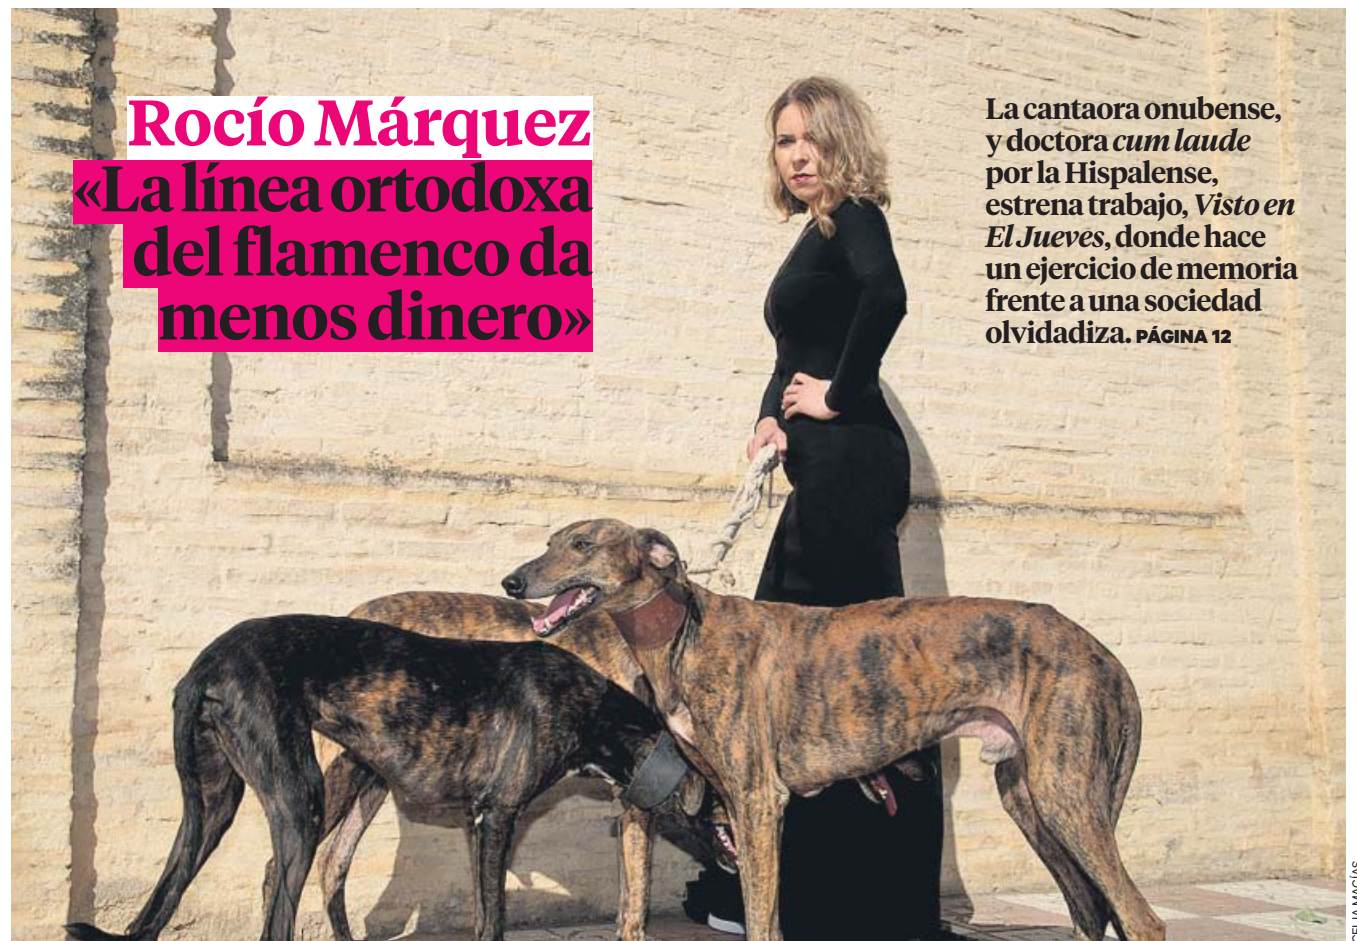 Rocío Márquez
«La línea ortodoxa
del flamenco da
menos dinero»
La cantaora onubense,
y doctora cum laude
por la Hispalense,
estrena trabajo, Visto en
El Jueves, donde hace
un ejercicio de memoria
frente a una sociedad
olvidadiza. PÁGINA 12